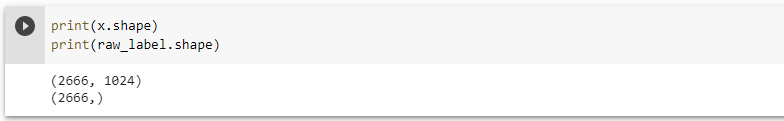 print(x.shape)
print(raw_label.shape)
(2666, 1024)
(2666,)